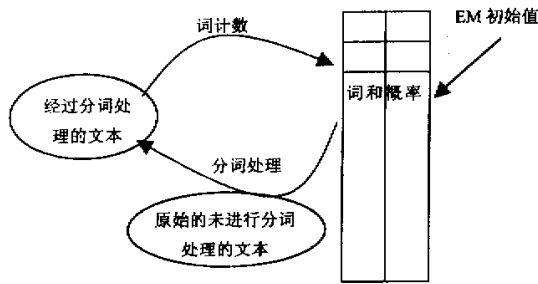 词计数
EM 初始值
词和概率
经过分词处
理的文本
分词处理
原始的未进行分词
处理的文本